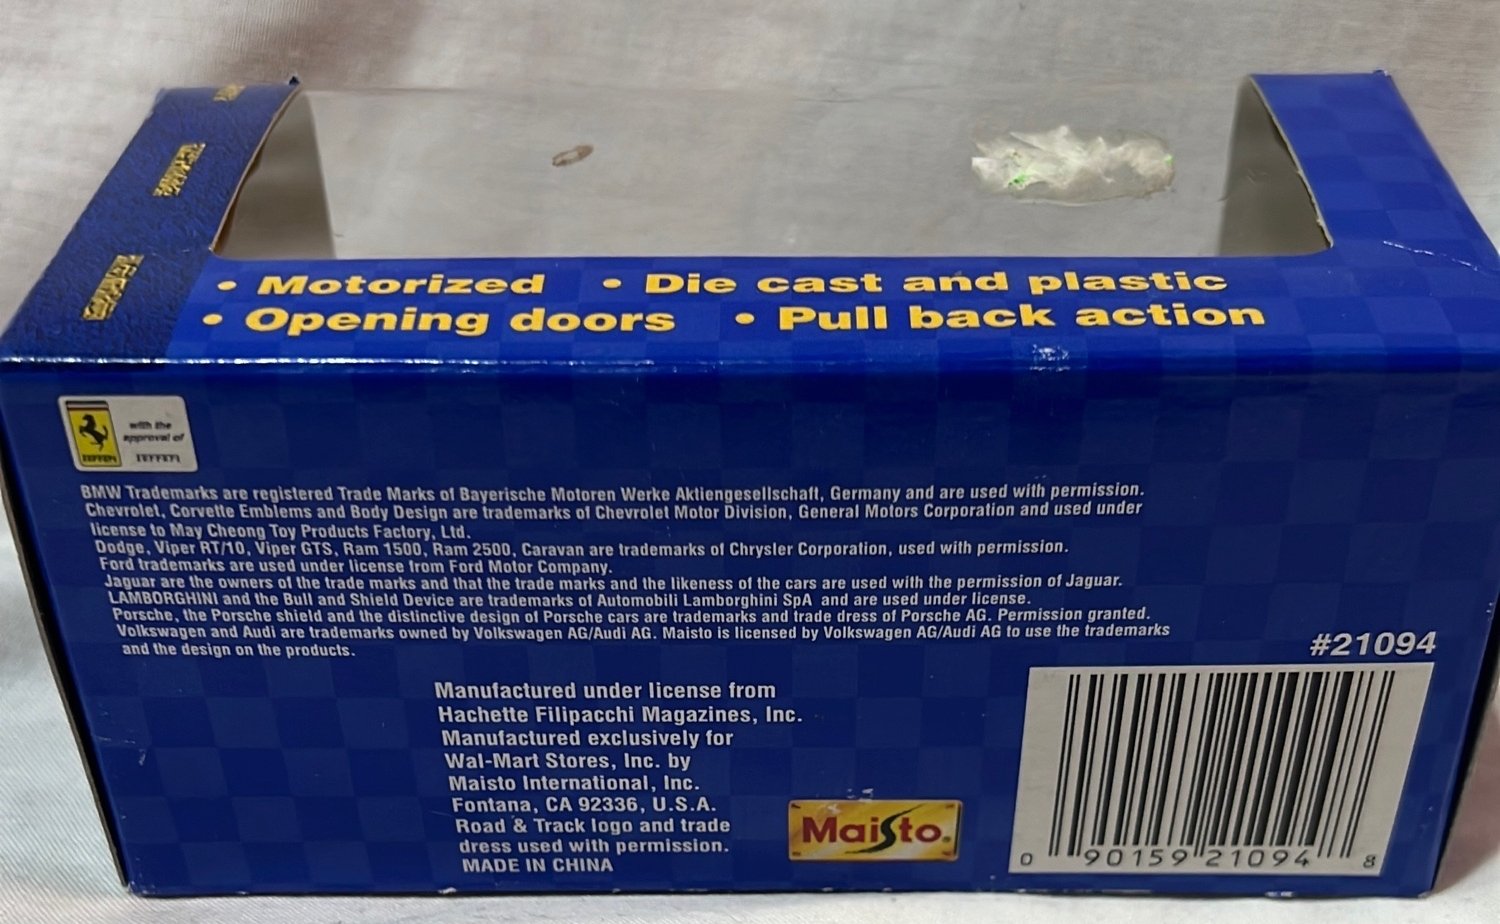 • Motorized • Die cast and plastic
• Opening doors • Pull back action
with the
approval of
BMW Trademarks are registered Trade Marks of Bayerische Motoren Werke Aktiengesellschaft, Germany and are used with permission.
Chevrolet, Corvette Emblems and Body Design are trademarks of Chevrolet Motor Division, General Motors Corporation and used under
license to May Cheong Toy Products Factory, Ltd.
Dodge, Viper RT/10, Viper GTS, Ram 1500, Ram 2500, Caravan are trademarks of Chrysler Corporation, used with permission.
Ford trademarks are used under license from Ford Motor Company.
Jaguar are the owners of the trade marks and that the trade marks and the likeness of the cars are used with the permission of Jaguar.
LAMBORGHINI and the Bull and Shield Device are trademarks of Automobili Lamborghini SpA and are used under license.
Porsche, the Porsche shield and the distinctive design of Porsche cars are trademarks and trade dress of Porsche AG. Permission granted.
Volkswagen and Audi are trademarks owned by Volkswagen AG/Audi AG. Maisto is licensed by Volkswagen AG/Audi AG to use the trademarks
and the design on the products.
#21094
Manufactured under license from
Hachette Filipacchi Magazines, Inc.
Manufactured exclusively for
Wal-Mart Stores, Inc. by
Maisto International, Inc.
Fontana, CA 92336, U.S.A.
Road & Track logo and trade
dress used with permission.
MADE IN CHINA
Maisto
0 90159 21094 8